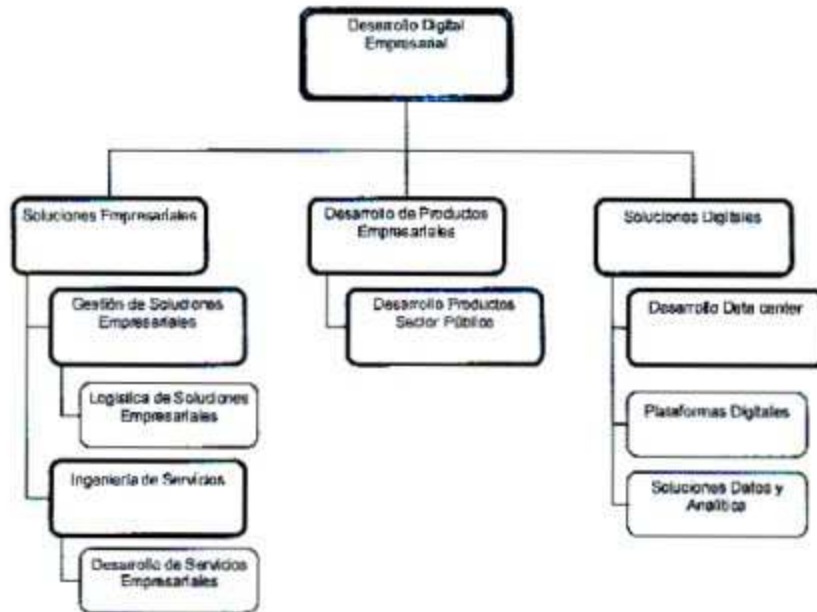 Desarrollo Digital
Empresarial
Soluciones Empresariales
Desarrollo de Productos
Empresariales
Soluciones Digitales
Gestión de Soluciones
Empresariales
Desarrollo Productos
Sector Público
Desarrollo Data center
Logística de Soluciones
Empresariales
Plataformas Digitales
Ingeniería de Servicios
Soluciones Datos y
Analítica
Desarrollo de Servicios
Empresariales